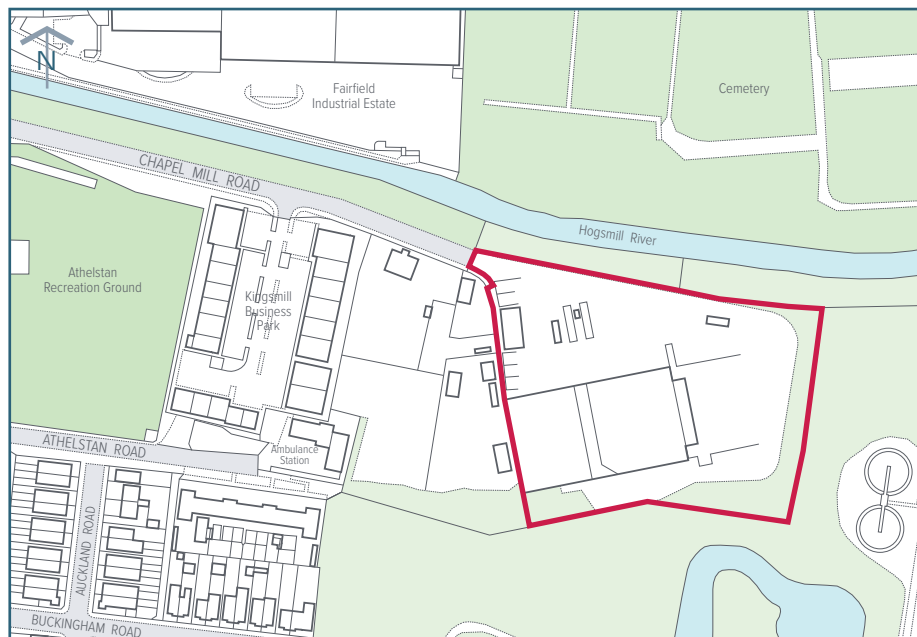 N
Fairfield
Industrial Estate
Cemetery
CHAPEL MILL ROAD
Hogsmill River
Athelstan
Recreation Ground
Kingsmill
Business
Park
ATHELSTAN ROAD
Ambulance
Station
AUCKLAND ROAD
BUCKINGHAM ROAD